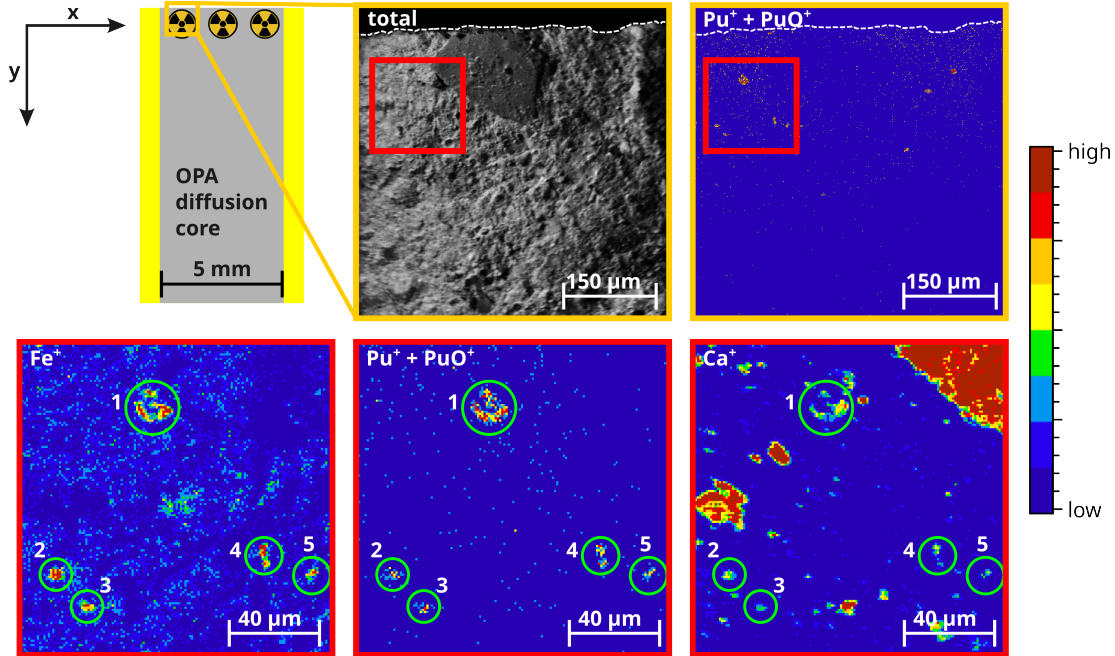 x
y
OPA
diffusion
core
5 mm
total
150 µm
Pu⁺ + PuO⁺
150 µm
high
low
Fe⁺
1
2
3
4
5
40 µm
Pu⁺ + PuO⁺
1
2
3
4
5
40 µm
Ca⁺
1
2
3
4
5
40 µm